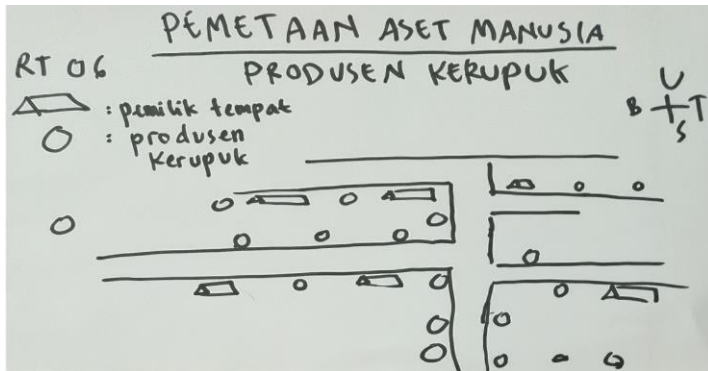 PEMETAAN ASET MANUSIA
PRODUSEN KERUPUK
RT 06
: pemilik tempat
: produsen
kerupuk
U
B T
S